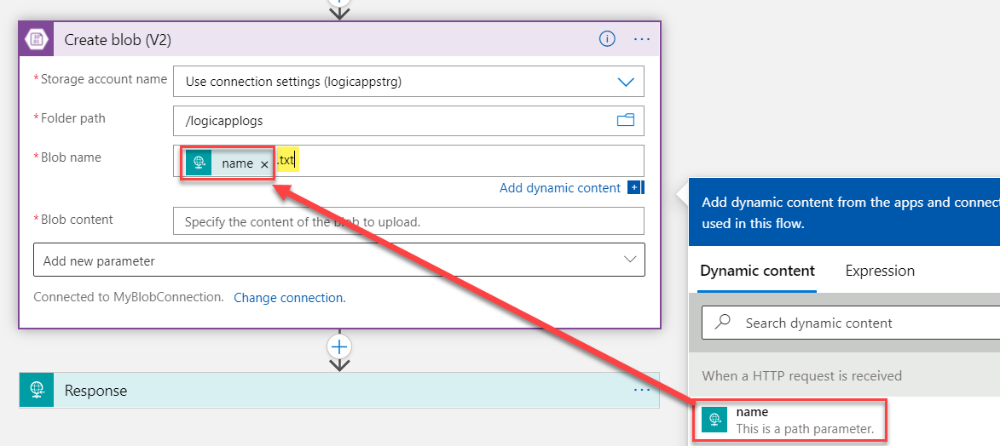 Create blob (V2)
* Storage account name
Use connection settings (logicappstrg)
* Folder path
/logicapplogs
* Blob name
name × .txt
Add dynamic content
* Blob content
Specify the content of the blob to upload.
Add new parameter
Connected to MyBlobConnection. Change connection.
Response
Add dynamic content from the apps and connect
used in this flow.
Dynamic content Expression
Search dynamic content
When a HTTP request is received
name
This is a path parameter.